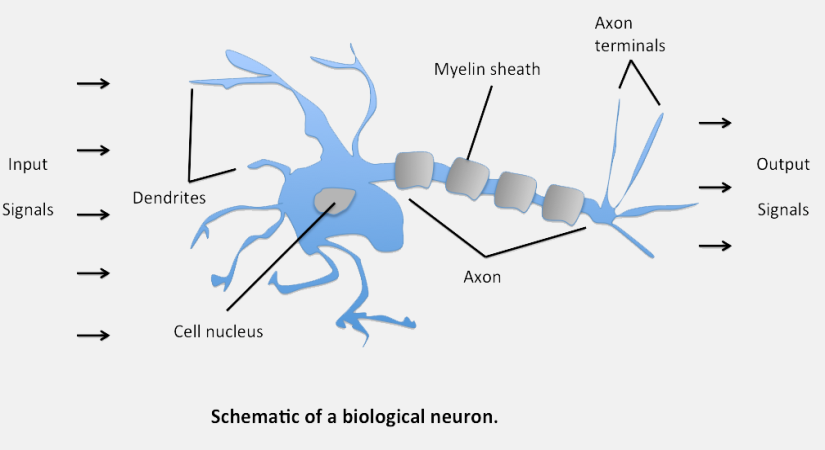 Axon
terminals
Myelin sheath
Input
Signals
Dendrites
Output
Signals
Axon
Cell nucleus
Schematic of a biological neuron.